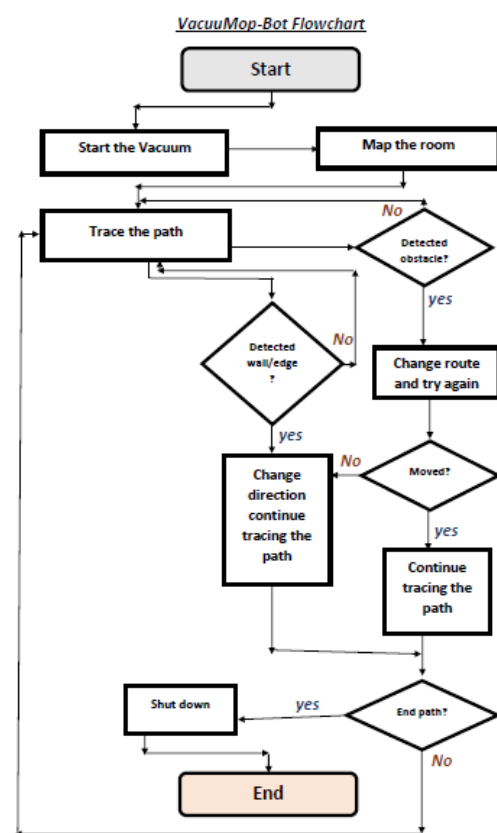 VacuuMop-Bot Flowchart
Start
Start the Vacuum
Map the room
No
Trace the path
Detected
obstacle?
yes
Detected
wall/edge
?
No
Change route
and try again
yes
No
Moved?
Change
direction
continue
tracing the
path
yes
Continue
tracing the
path
Shut down
yes
End path?
No
End